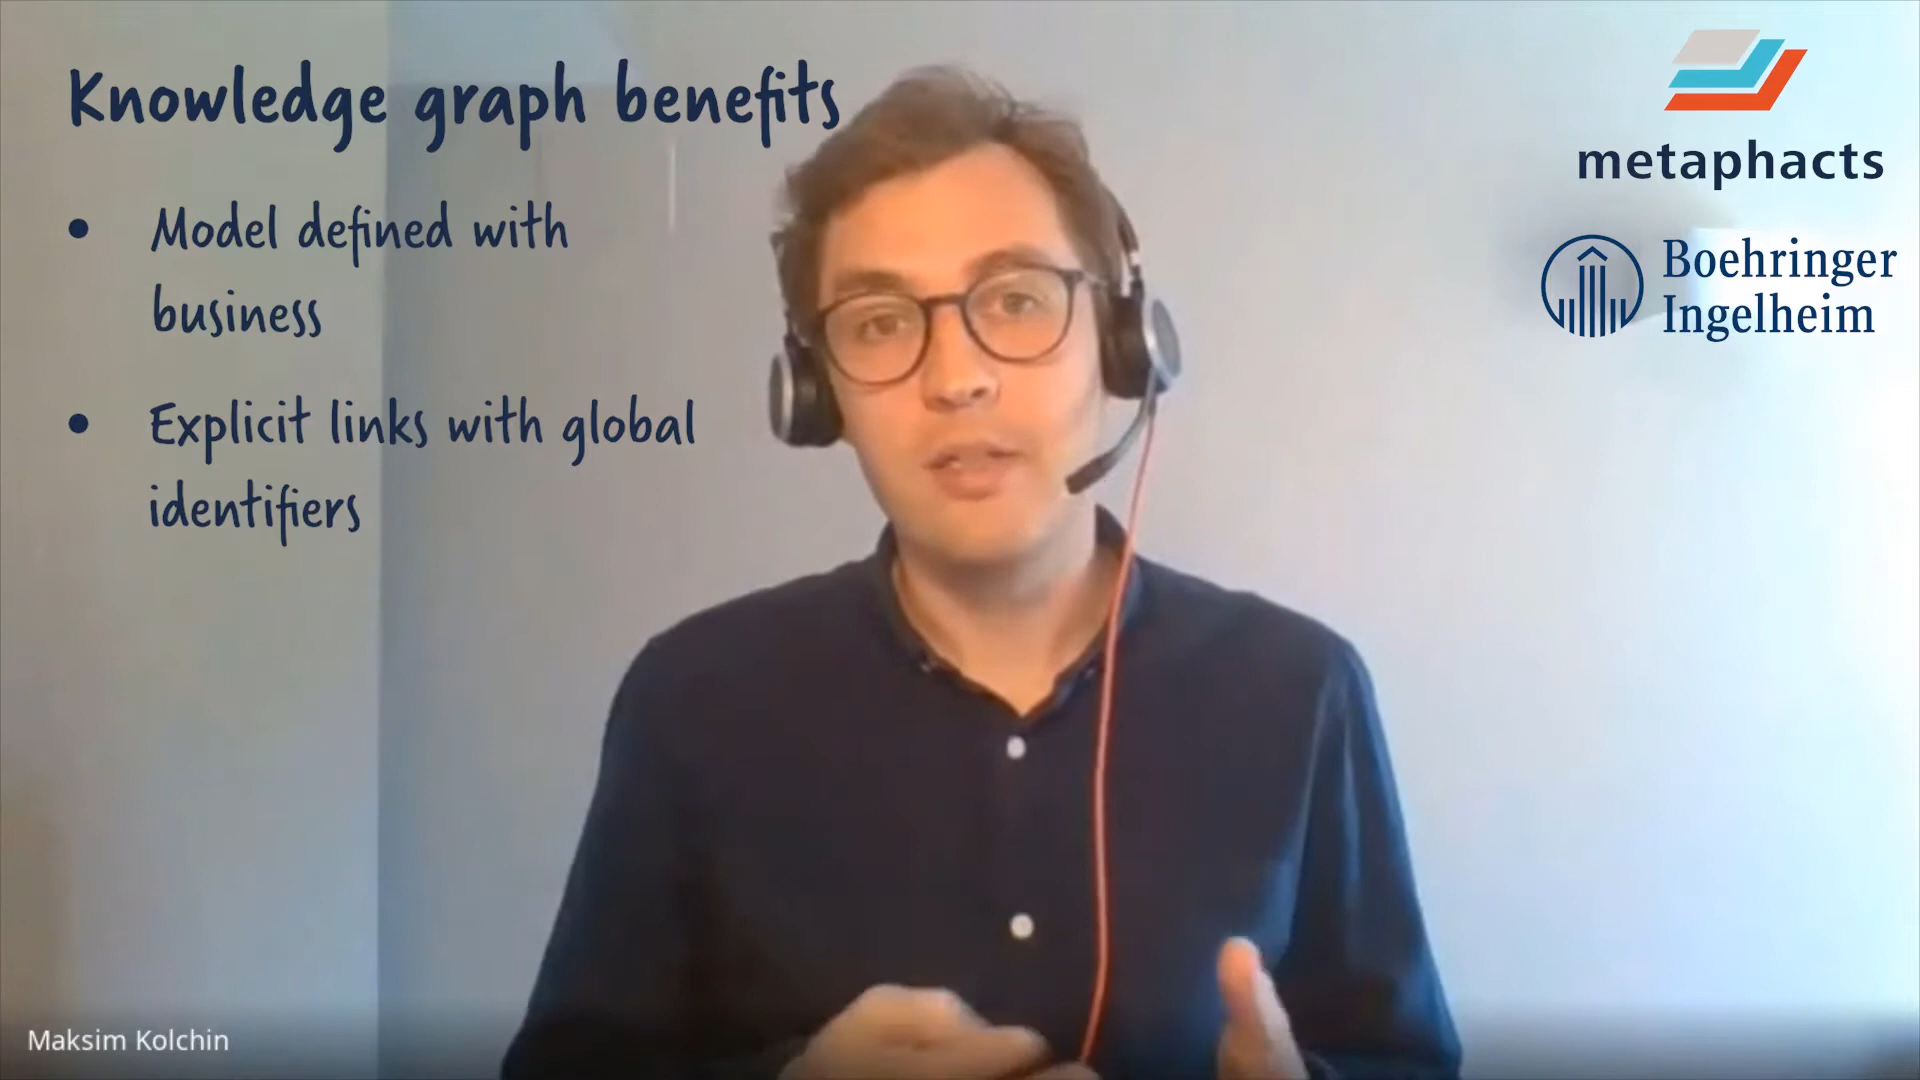 Knowledge graph benefits
• Model defined with
business
• Explicit links with global
identifiers
metaphacts
Boehringer
Ingelheim
Maksim Kolchin